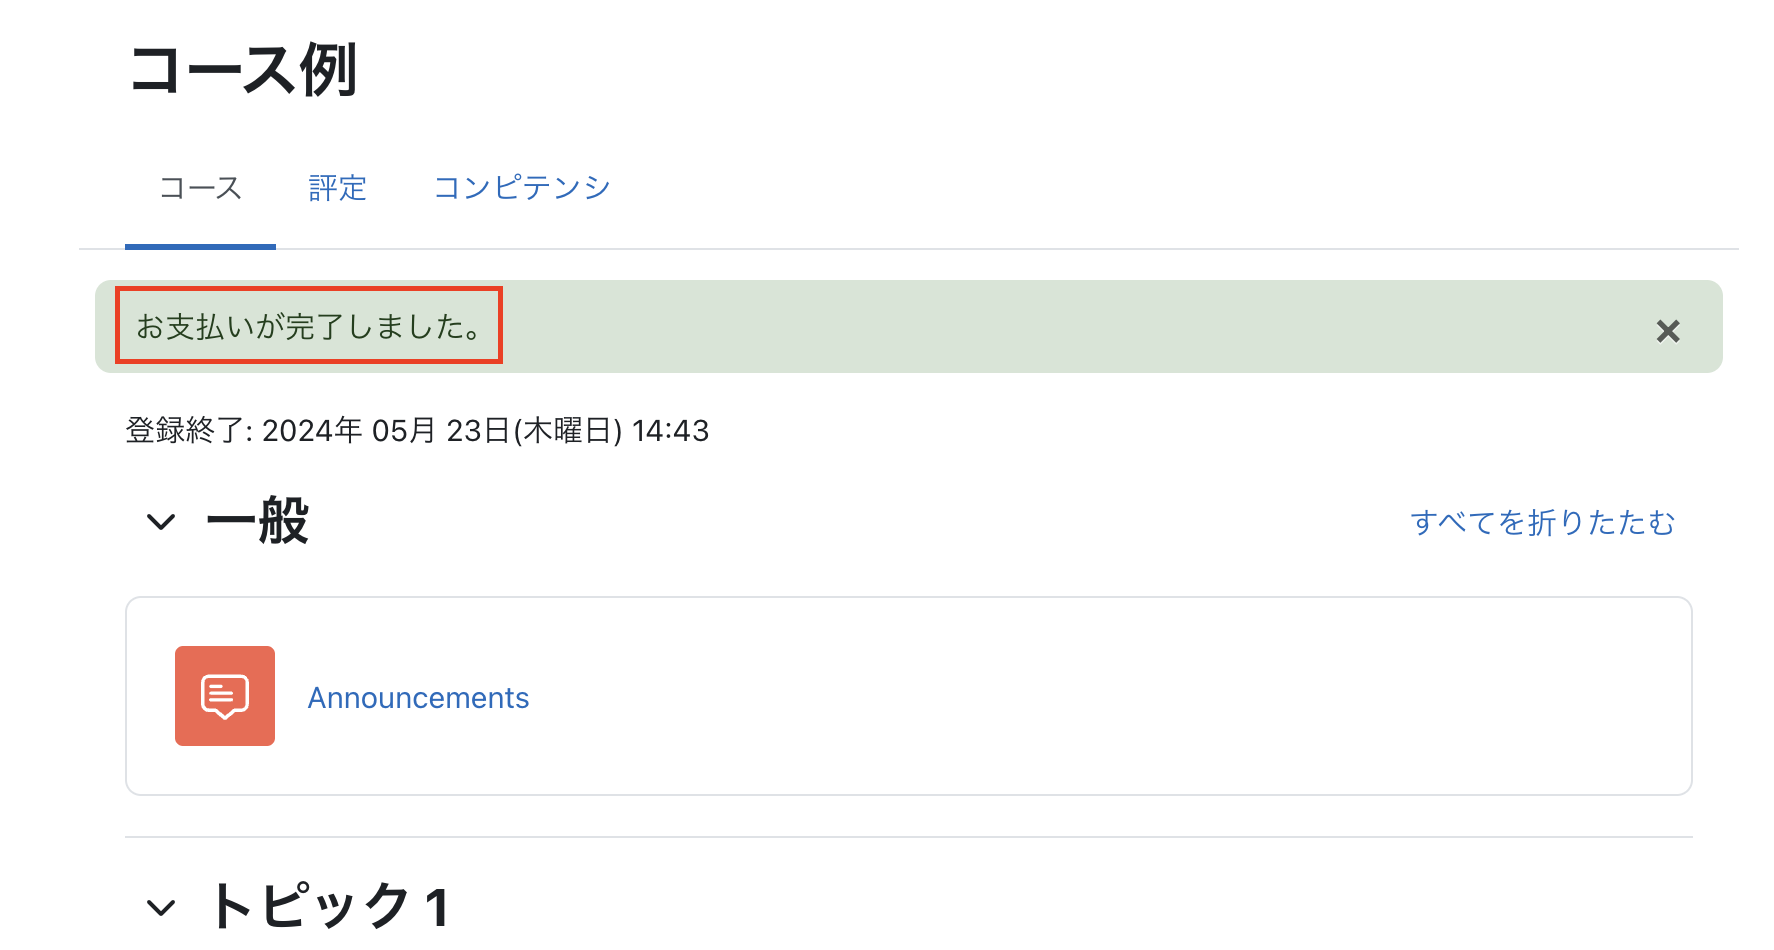 コース例
コース 評定 コンピテンシ
お支払いが完了しました。
登録終了: 2024年 05月 23日(木曜日) 14:43
一般 すべてを折りたたむ
Announcements
トピック 1